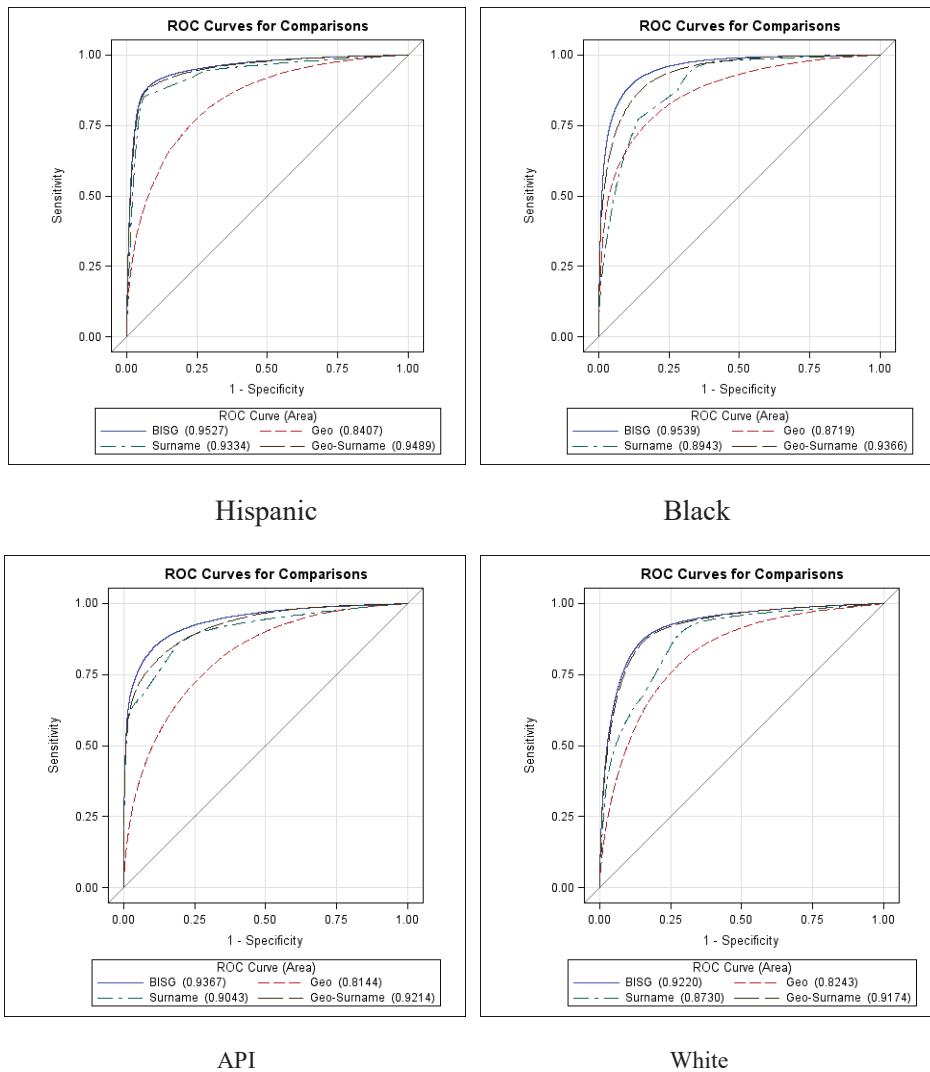 ROC Curves for Comparisons
1.00
0.75
0.50
0.25
0.00
Sensitivity
0.00 0.25 0.50 0.75 1.00
1 - Specificity
ROC Curve (Area)
BISG (0.9527) Geo (0.8407)
Surname (0.9334) Geo-Surname (0.9489)
Hispanic
ROC Curves for Comparisons
1.00
0.75
0.50
0.25
0.00
Sensitivity
0.00 0.25 0.50 0.75 1.00
1 - Specificity
ROC Curve (Area)
BISG (0.9539) Geo (0.8719)
Surname (0.8943) Geo-Surname (0.9366)
Black
ROC Curves for Comparisons
1.00
0.75
0.50
0.25
0.00
Sensitivity
0.00 0.25 0.50 0.75 1.00
1 - Specificity
ROC Curve (Area)
BISG (0.9367) Geo (0.8144)
Surname (0.9043) Geo-Surname (0.9214)
API
ROC Curves for Comparisons
1.00
0.75
0.50
0.25
0.00
Sensitivity
0.00 0.25 0.50 0.75 1.00
1 - Specificity
ROC Curve (Area)
BISG (0.9220) Geo (0.8243)
Surname (0.8730) Geo-Surname (0.9174)
White